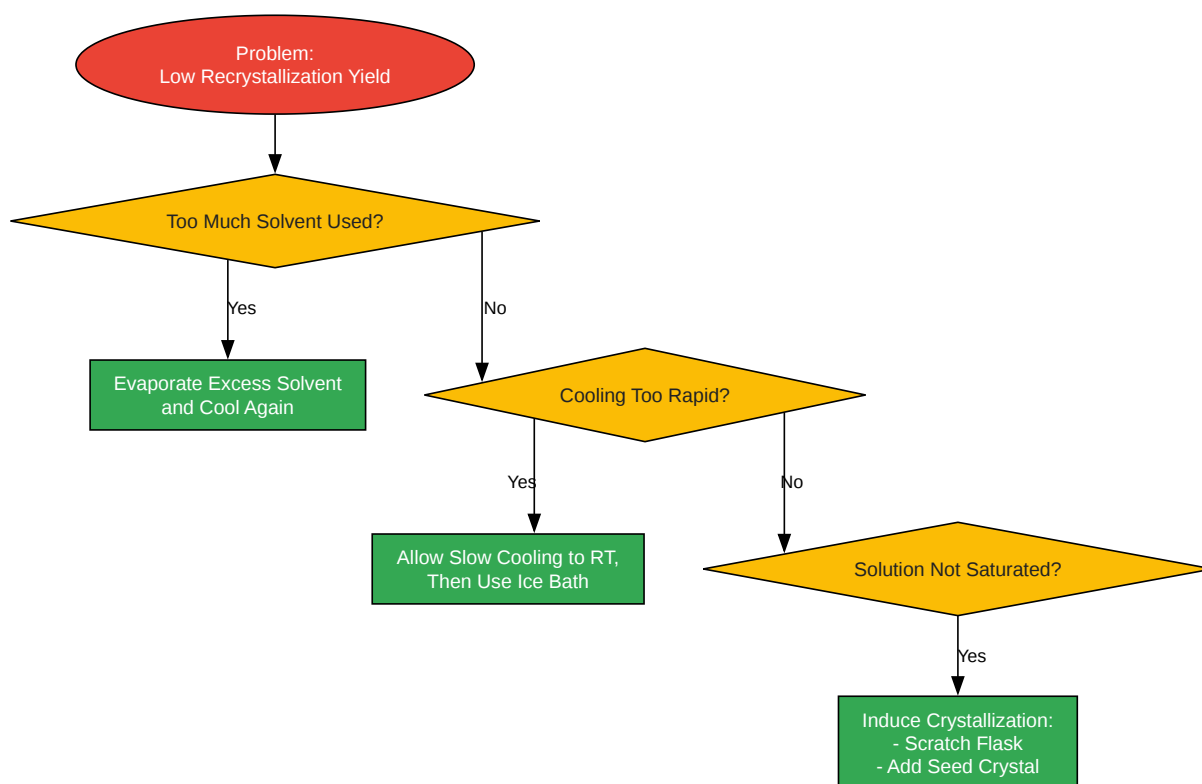 Problem:
Low Recrystallization Yield
Too Much Solvent Used?
Yes
No
Evaporate Excess Solvent
and Cool Again
Cooling Too Rapid?
Yes
No
Allow Slow Cooling to RT,
Then Use Ice Bath
Solution Not Saturated?
Yes
Induce Crystallization:
- Scratch Flask
- Add Seed Crystal